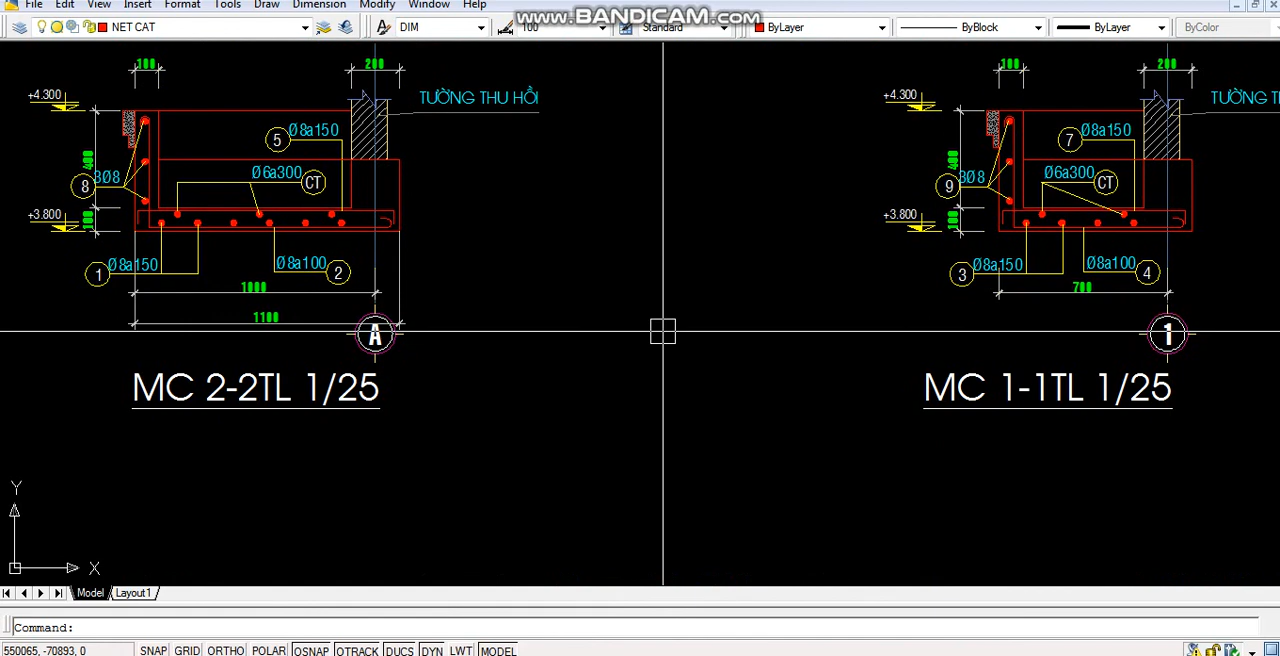 File Edit View Insert Format Tools Draw Dimension Modify Window Help
www.BANDICAM.com
NET CAT
DIM
100
Standard
ByLayer
ByBlock
ByLayer
ByColor
100
200
+4.300
TƯỜNG THU HỒI
5
Ø8a150
Ø6a300
CT
400
8
3Ø8
+3.800
100
1
Ø8a150
Ø8a100
2
1000
1100
A
MC 2-2TL 1/25
100
200
+4.300
7
Ø8a150
Ø6a300
CT
400
9
3Ø8
+3.800
100
3
Ø8a150
Ø8a100
4
700
1
MC 1-1TL 1/25
Y
X
Model
Layout1
Command:
550065, -70893, 0
SNAP GRID ORTHO POLAR OSNAP OTRACK DUCS DYN LWT MODEL